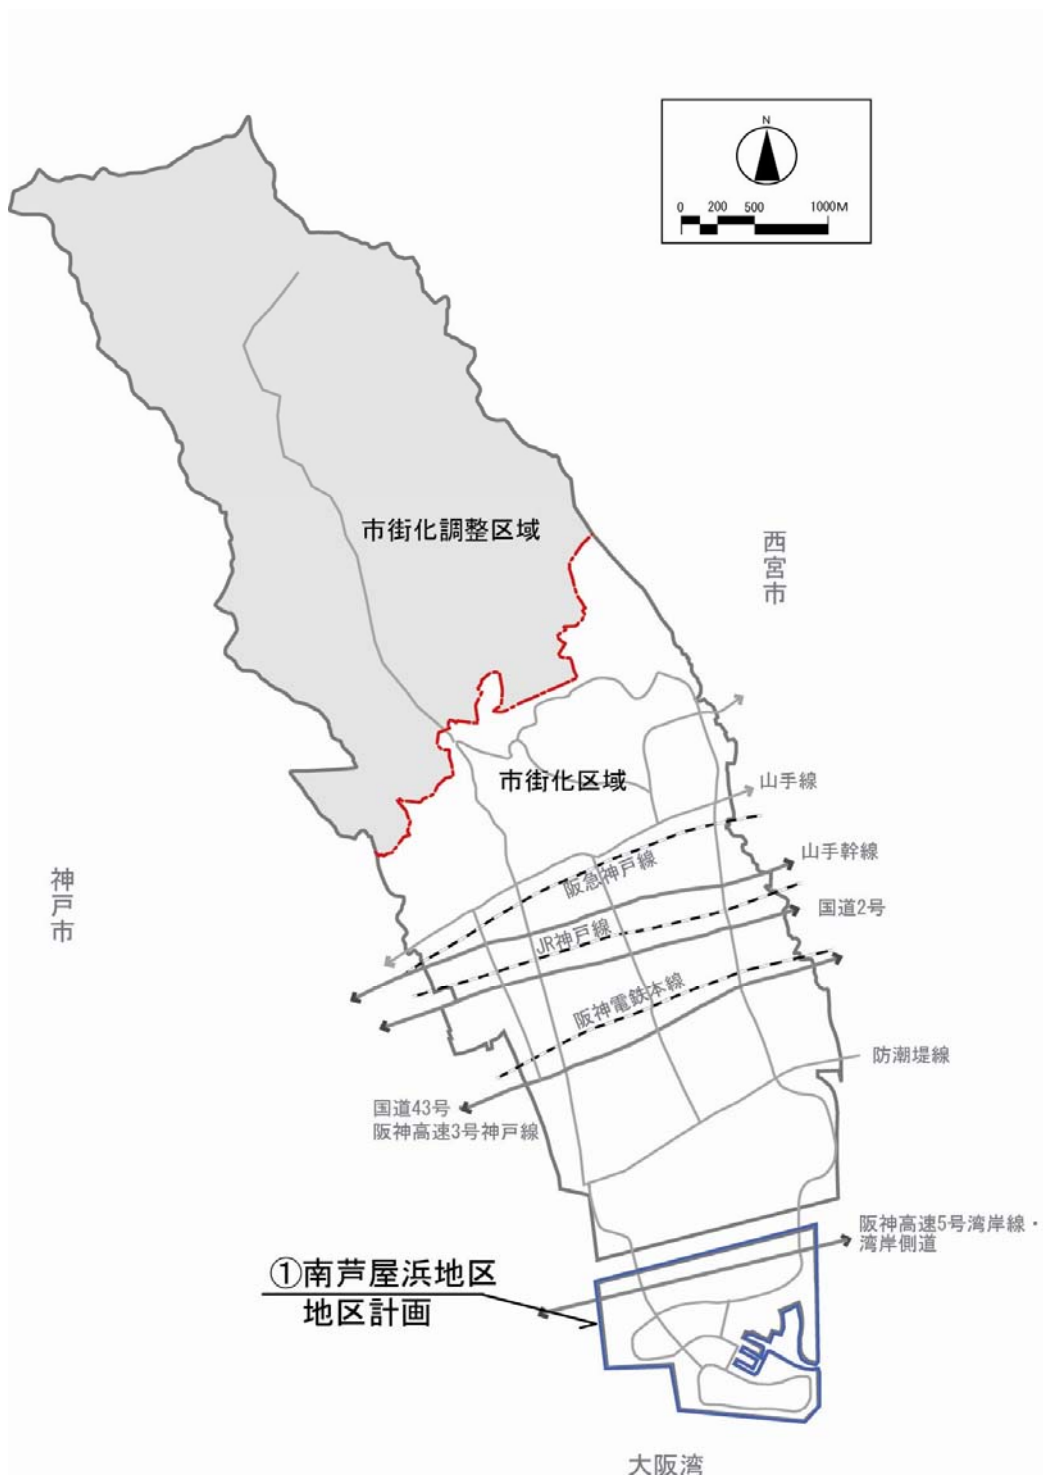 N
0 200 500 1000M
市街化調整区域
西宮市
市街化区域
山手線
阪急神戸線
山手幹線
神戸市
国道2号
JR神戸線
阪神電鉄本線
防潮堤線
国道43号
阪神高速3号神戸線
阪神高速5号湾岸線・
湾岸側道
①南芦屋浜地区
地区計画
大阪湾